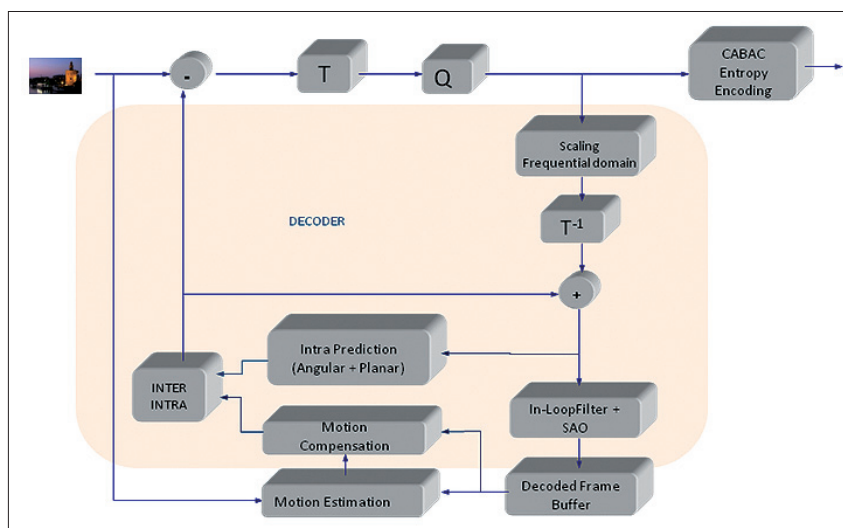 -
T
Q
CABAC
Entropy
Encoding
Scaling
Frequential domain
DECODER
T-1
+
Intra Prediction
(Angular + Planar)
INTER
INTRA
In-LoopFilter +
SAO
Motion
Compensation
Motion Estimation
Decoded Frame
Buffer